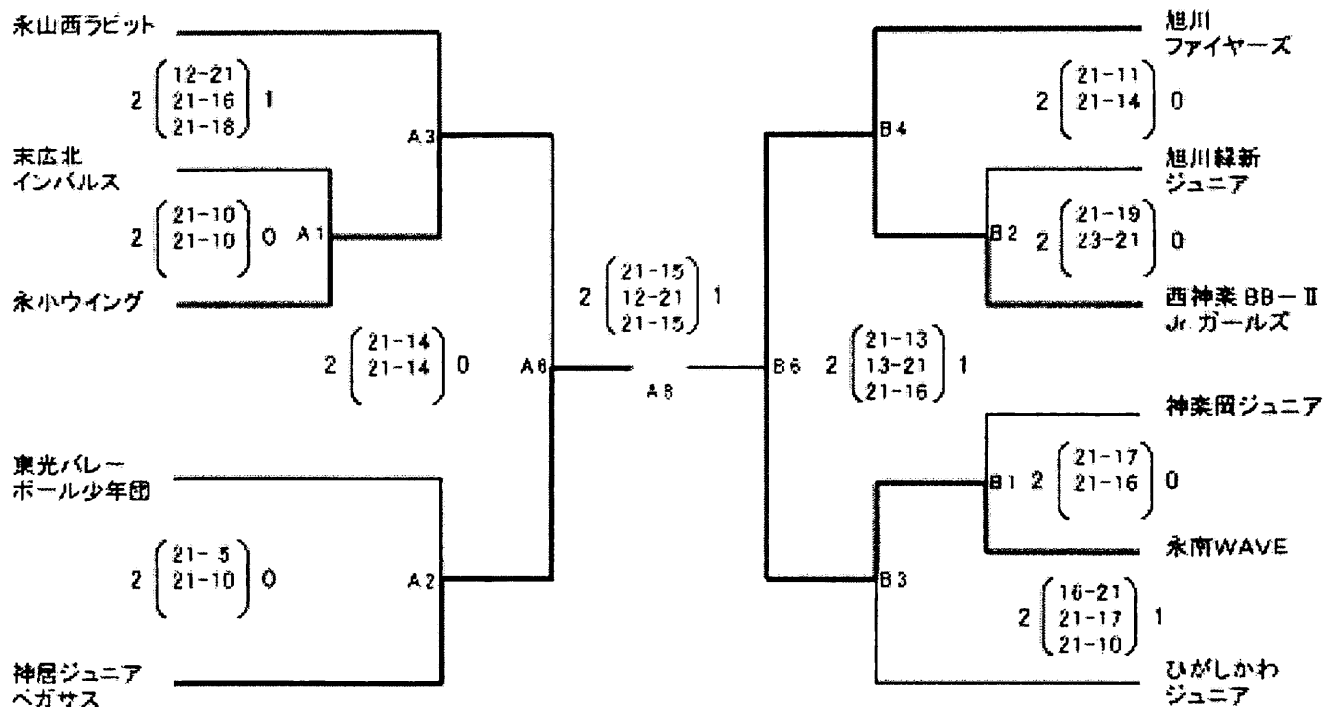 永山西ラビット
2
12-21
21-16
21-18
1
A3
末広北
インパルス
2
21-10
21-10
0
A1
永小ウイング
2
21-14
21-14
0
A6
東光バレー
ボール少年団
2
21- 5
21-10
0
A2
神居ジュニア
ペガサス
2
21-15
12-21
21-15
1
A8
旭川
ファイヤーズ
2
21-11
21-14
0
B4
旭川緑新
ジュニア
B2
2
21-19
23-21
0
西神楽BB-Ⅱ
Jr.ガールズ
B6
2
21-13
13-21
21-16
1
神楽岡ジュニア
B1
2
21-17
21-16
0
永南WAVE
B3
2
16-21
21-17
21-10
1
ひがしかわ
ジュニア